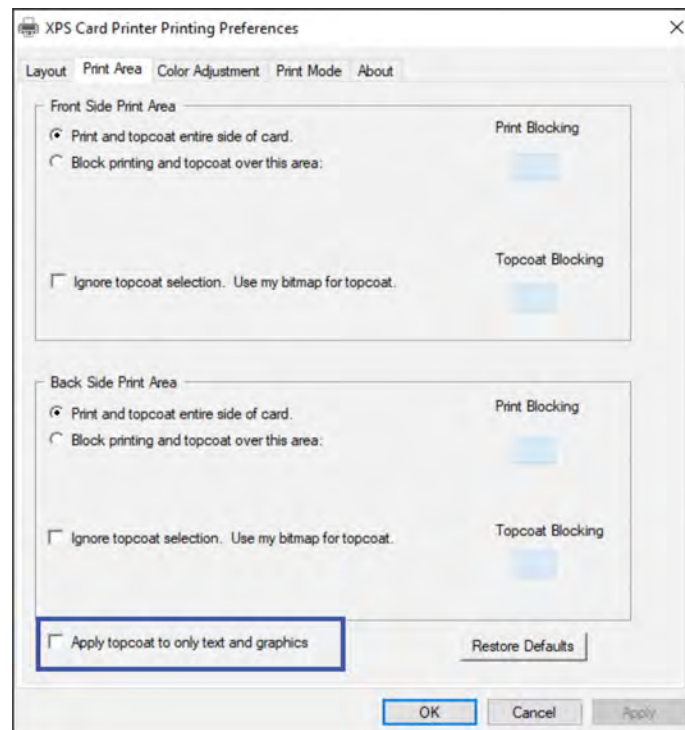 XPS Card Printer Printing Preferences
Layout Print Area Color Adjustment Print Mode About
Front Side Print Area
Print and topcoat entire side of card.
Print Blocking
Block printing and topcoat over this area:
Topcoat Blocking
Ignore topcoat selection. Use my bitmap for topcoat.
Back Side Print Area
Print and topcoat entire side of card.
Print Blocking
Block printing and topcoat over this area:
Ignore topcoat selection. Use my bitmap for topcoat.
Topcoat Blocking
Apply topcoat to only text and graphics
Restore Defaults
OK Cancel Apply